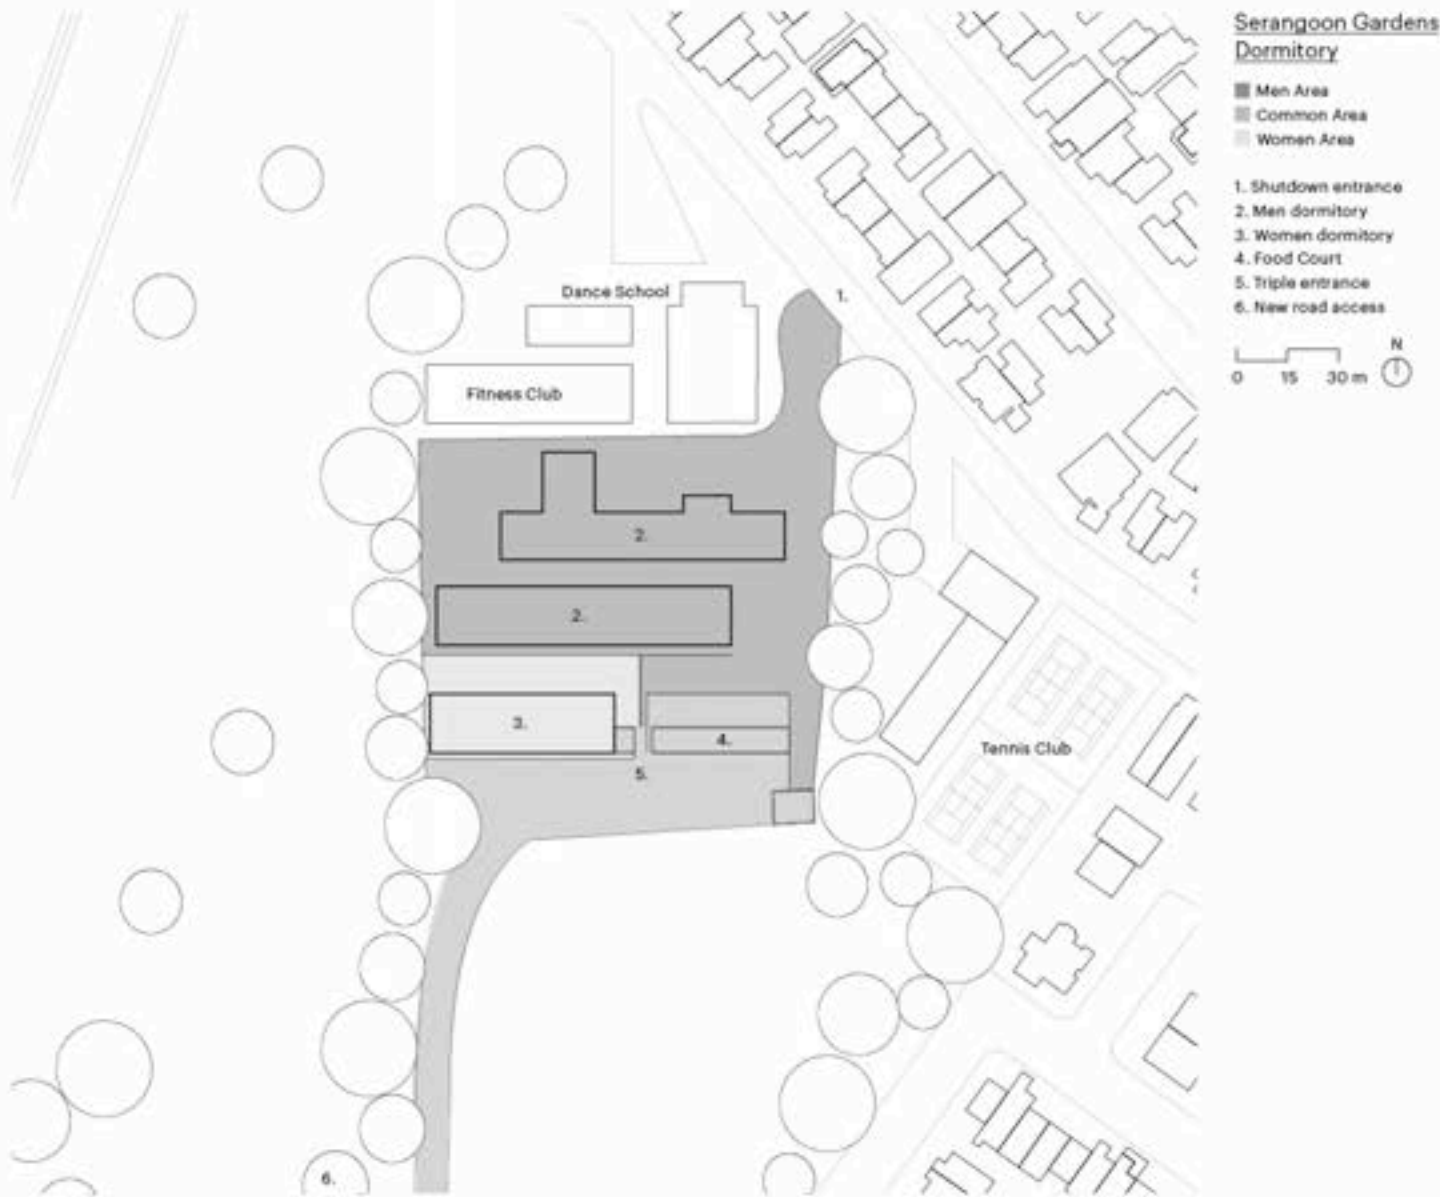 Serangoon Gardens
Dormitory
Men Area
Common Area
Women Area
1. Shutdown entrance
2. Men dormitory
3. Women dormitory
4. Food Court
5. Triple entrance
6. New road access
N
0 15 30 m
Dance School
1.
Fitness Club
2.
2.
3.
4.
5.
Tennis Club
6.